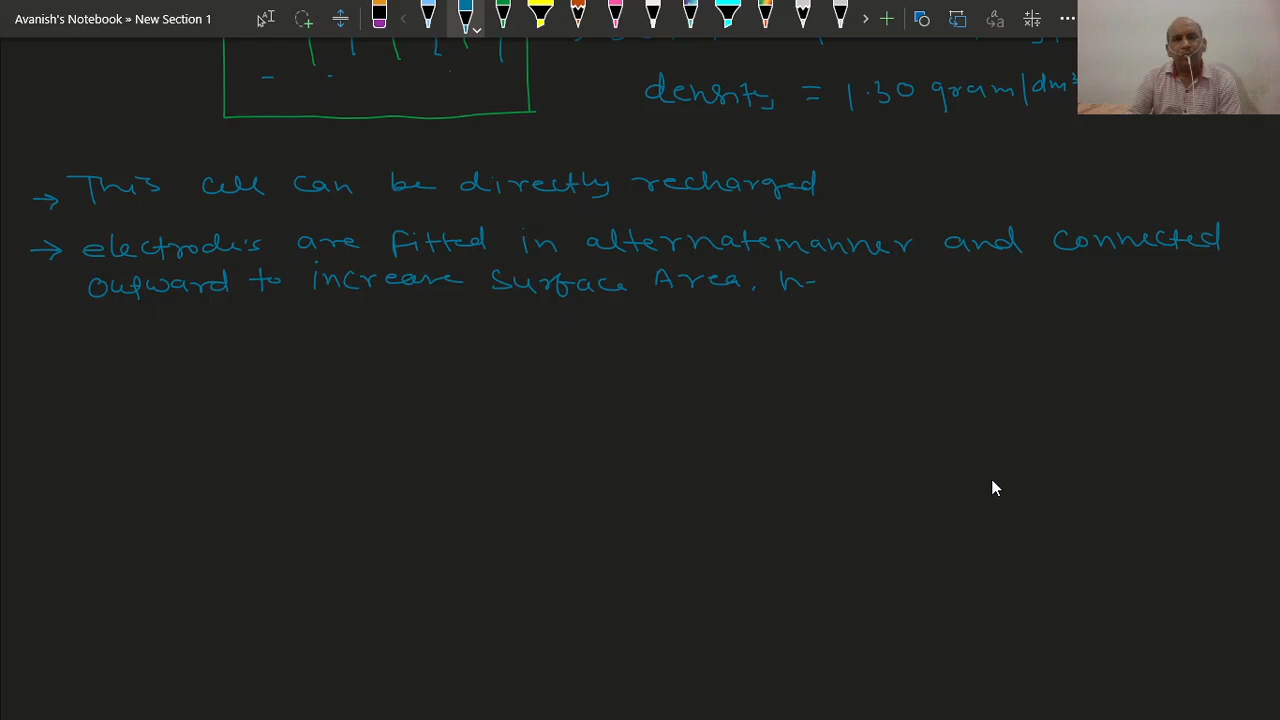 Avanish's Notebook » New Section 1
density = 1.30 gram/dm³
→ This cell can be directly recharged
→ electrodes are fitted in alternatemanner and connected
outward to increase Surface Area. h-